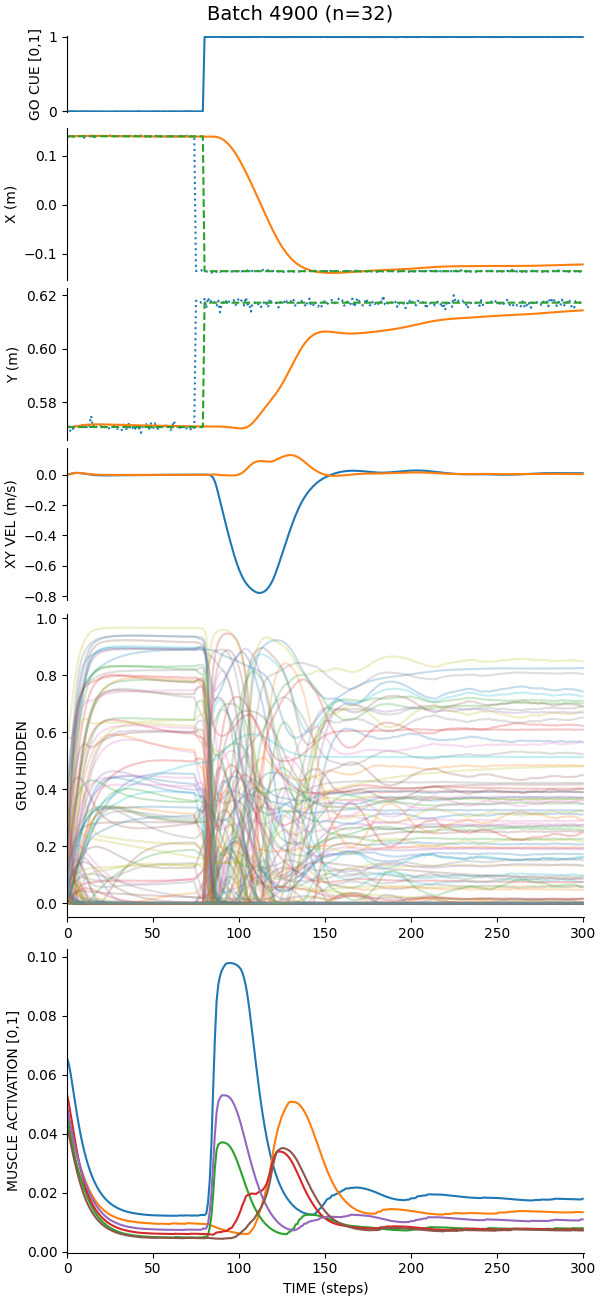 Batch 4900 (n=32)
GO CUE [0,1]
1
0
X (m)
0.1
0.0
−0.1
Y (m)
0.62
0.60
0.58
XY VEL (m/s)
0.0
−0.2
−0.4
−0.6
−0.8
GRU HIDDEN
1.0
0.8
0.6
0.4
0.2
0.0
0 50 100 150 200 250 300
MUSCLE ACTIVATION [0,1]
0.10
0.08
0.06
0.04
0.02
0.00
0 50 100 150 200 250 300
TIME (steps)